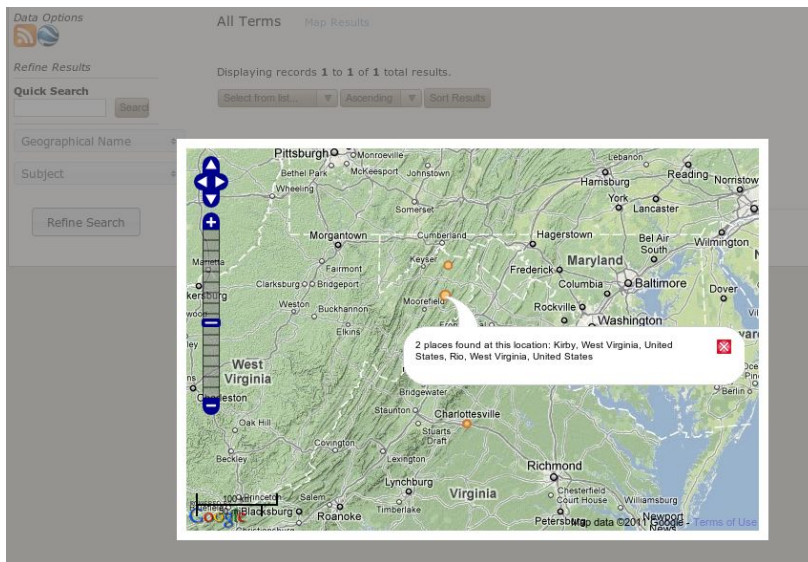 Data Options
All Terms Map Results
Refine Results
Displaying records 1 to 1 of 1 total results.
Quick Search
Search
Select from list... Ascending Sort Results
Geographical Name
Subject
Refine Search
Pittsburgh
Monroeville
Bethel Park
McKeesport
Johnstown
Wheeling
Lebanon
Harrisburg
Reading
Norristow
York
Lancaster
Somerset
Morgantown
Cumberland
Hagerstown
Bel Air
South
Wilmington
Marietta
Fairmont
Keyser
Frederick
Maryland
Clarksburg
Bridgeport
Columbia
Baltimore
Dover
Weston
Buckhannon
Moorefield
Rockville
Washington
Elkins
2 places found at this location: Kirby, West Virginia, United
States, Rio, West Virginia, United States
West
Virginia
Bridgewater
Berlin
Staunton
Charlottesville
Oak Hill
Stuarts
Draft
Covington
Beckley
Lexington
Richmond
Lynchburg
Virginia
Chesterfield
Court House
Williamsburg
100
Princeton
Salem
Timberlake
Blacksburg
Roanoke
Petersburg
Newport
News
Google
Map data ©2011 Google - Terms of Use